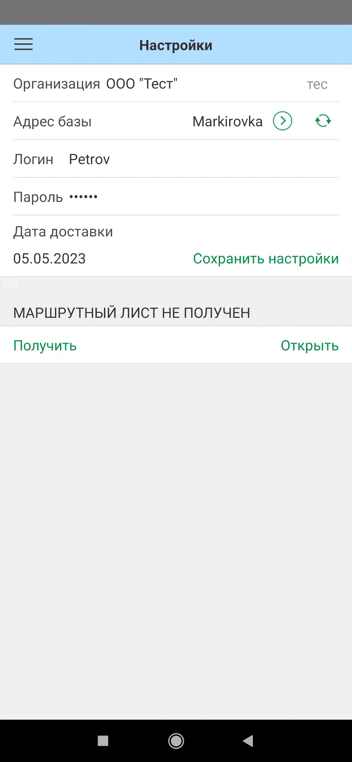 Настройки
Организация ООО "Тест" тес
Адрес базы Markirovka
Логин Petrov
Пароль ••••••
Дата доставки
05.05.2023 Сохранить настройки
МАРШРУТНЫЙ ЛИСТ НЕ ПОЛУЧЕН
Получить Открыть